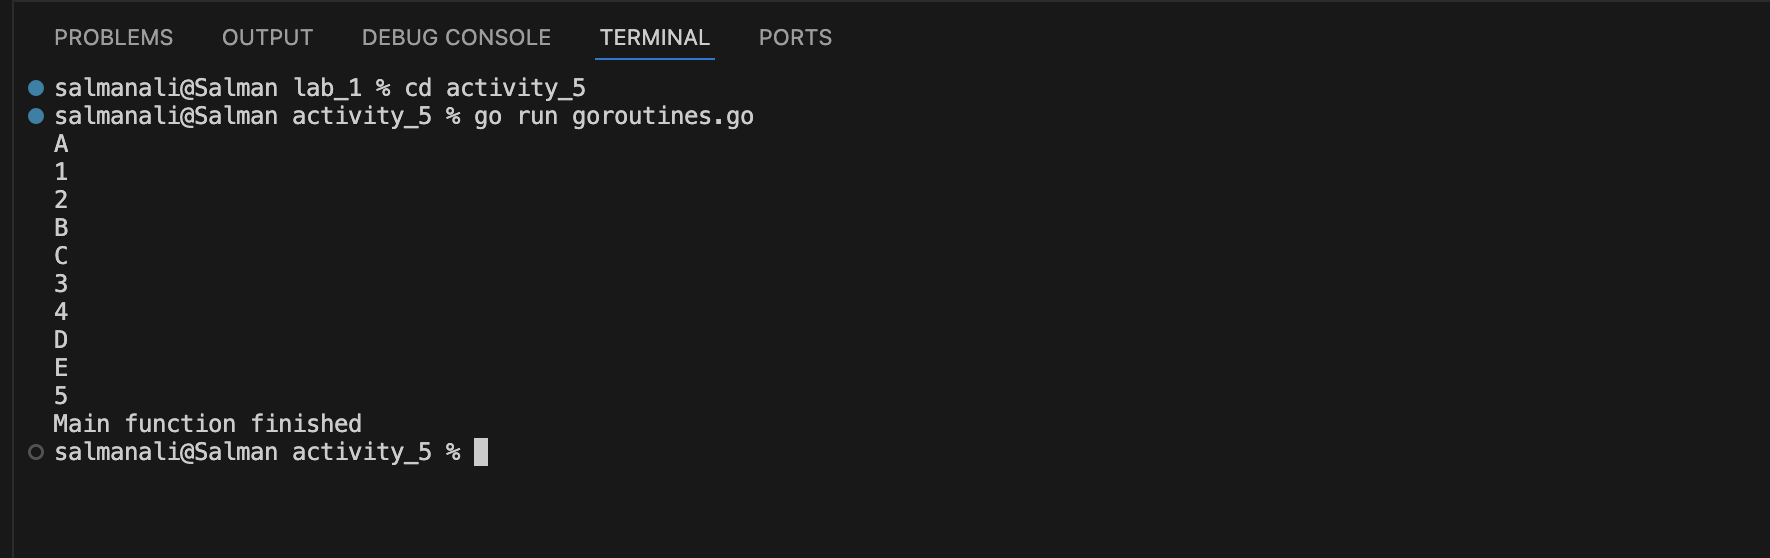 PROBLEMS OUTPUT DEBUG CONSOLE TERMINAL PORTS
salmanali@Salman lab_1 % cd activity_5
salmanali@Salman activity_5 % go run goroutines.go
A
1
2
B
C
3
4
D
E
5
Main function finished
salmanali@Salman activity_5 %